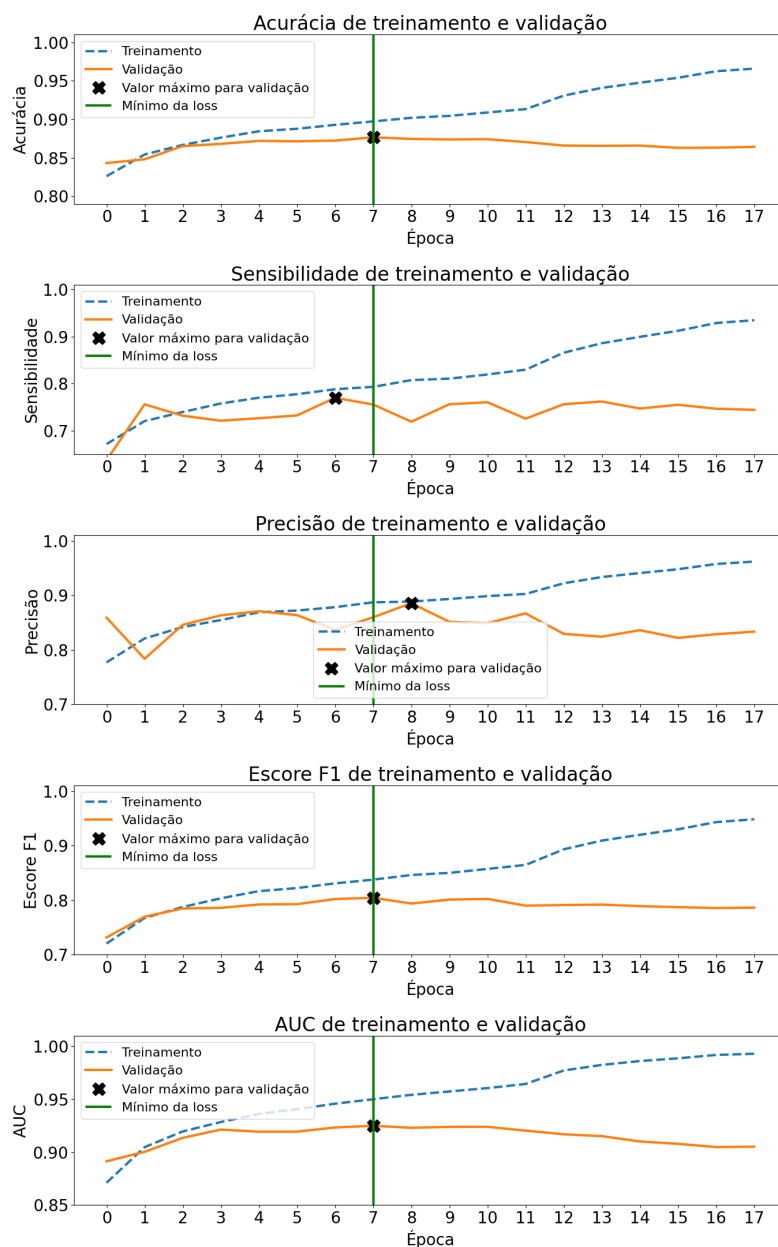 Acurácia de treinamento e validação
1.00
0.95
0.90
0.85
0.80
Acurácia
Treinamento
Validação
Valor máximo para validação
Mínimo da loss
0 1 2 3 4 5 6 7 8 9 10 11 12 13 14 15 16 17
Época
Sensibilidade de treinamento e validação
1.0
0.9
0.8
0.7
Sensibilidade
Treinamento
Validação
Valor máximo para validação
Mínimo da loss
0 1 2 3 4 5 6 7 8 9 10 11 12 13 14 15 16 17
Época
Precisão de treinamento e validação
1.0
0.9
0.8
0.7
Precisão
Treinamento
Validação
Valor máximo para validação
Mínimo da loss
0 1 2 3 4 5 6 7 8 9 10 11 12 13 14 15 16 17
Época
Escore F1 de treinamento e validação
1.0
0.9
0.8
0.7
Escore F1
Treinamento
Validação
Valor máximo para validação
Mínimo da loss
0 1 2 3 4 5 6 7 8 9 10 11 12 13 14 15 16 17
Época
AUC de treinamento e validação
1.00
0.95
0.90
0.85
AUC
Treinamento
Validação
Valor máximo para validação
Mínimo da loss
0 1 2 3 4 5 6 7 8 9 10 11 12 13 14 15 16 17
Época